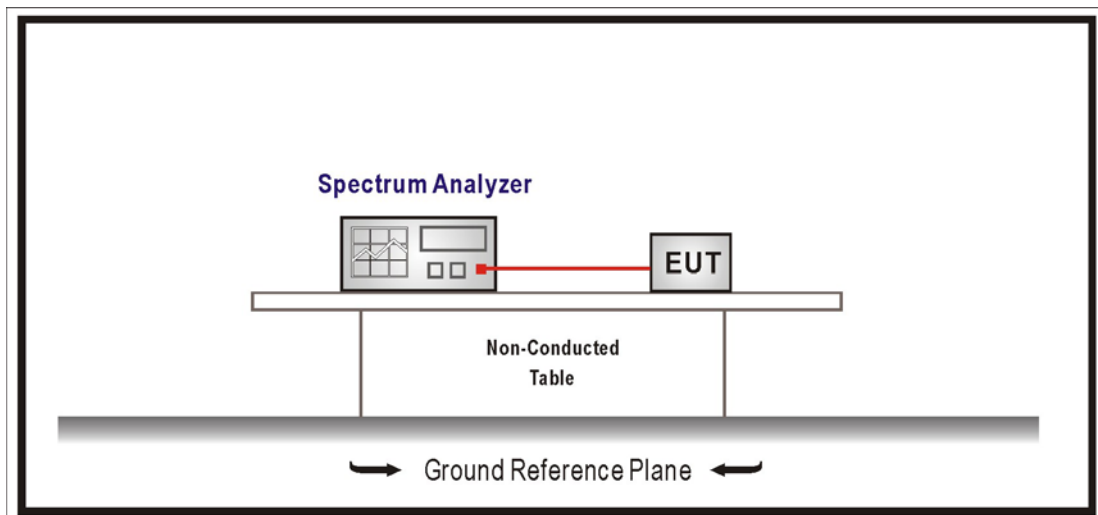 Spectrum Analyzer
EUT
Non-Conducted
Table
Ground Reference Plane